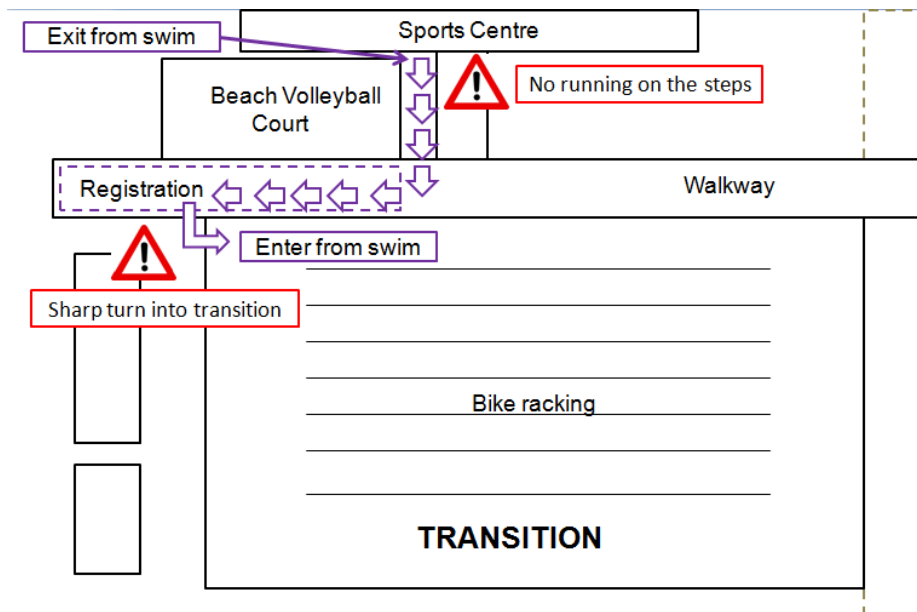 Exit from swim
Sports Centre
No running on the steps
Beach Volleyball
Court
Registration
Walkway
Enter from swim
Sharp turn into transition
Bike racking
TRANSITION